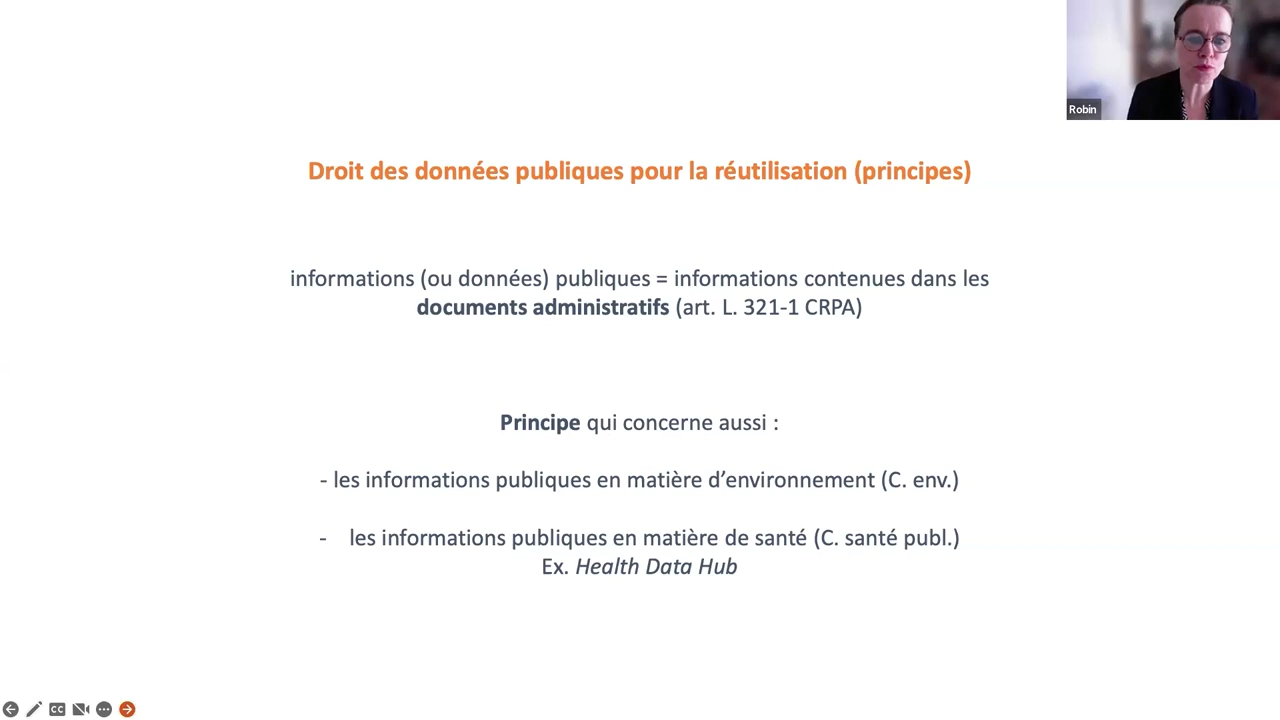 Robin
Droit des données publiques pour la réutilisation (principes)
informations (ou données) publiques = informations contenues dans les
documents administratifs (art. L. 321-1 CRPA)
Principe qui concerne aussi :
- les informations publiques en matière d’environnement (C. env.)
- les informations publiques en matière de santé (C. santé publ.)
Ex. Health Data Hub
CC